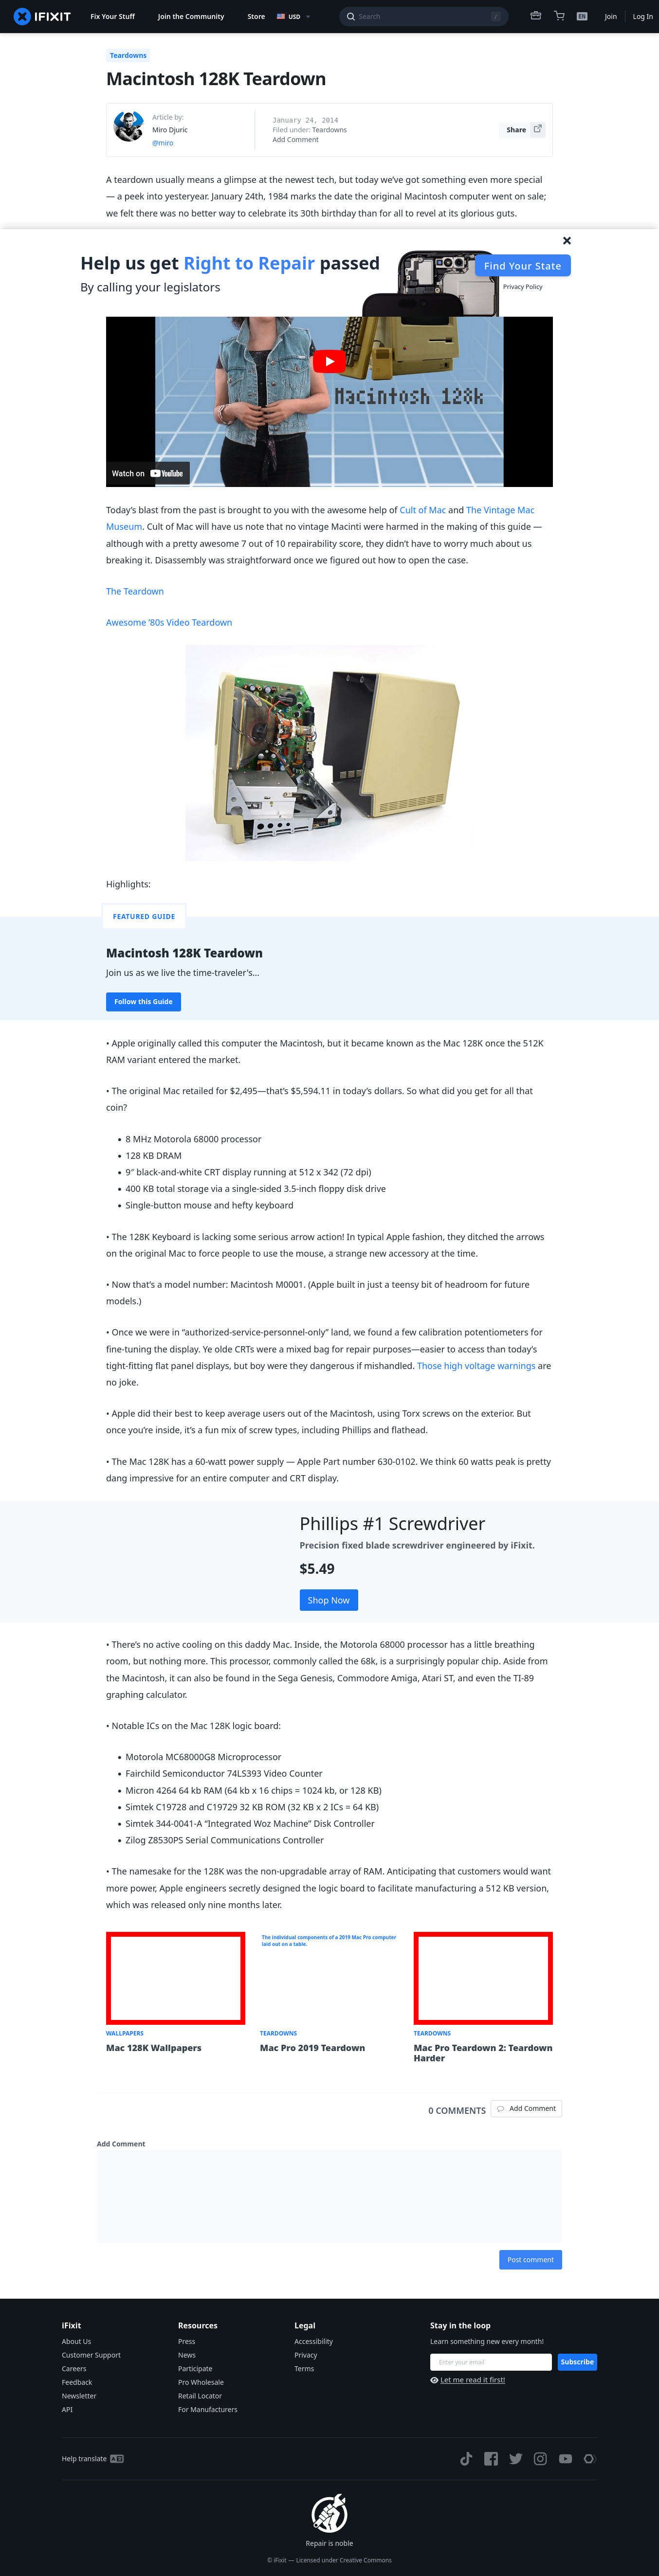 IFIXIT Fix Your Stuff Join the Community Store USD Search / EN Join Log In
Teardowns
Macintosh 128K Teardown
Article by:
Miro Djuric
@miro
January 24, 2014
Filed under: Teardowns
Add Comment
Share
A teardown usually means a glimpse at the newest tech, but today we've got something even more special
— a peek into yesteryear. January 24th, 1984 marks the date the original Macintosh computer went on sale;
we felt there was no better way to celebrate its 30th birthday than for all to revel at its glorious guts.
Help us get Right to Repair passed
By calling your legislators
Find Your State
Privacy Policy
Macintosh 128k
Watch on YouTube
Today's blast from the past is brought to you with the awesome help of Cult of Mac and The Vintage Mac
Museum. Cult of Mac will have us note that no vintage Macinti were harmed in the making of this guide —
although with a pretty awesome 7 out of 10 repairability score, they didn't have to worry much about us
breaking it. Disassembly was straightforward once we figured out how to open the case.
The Teardown
Awesome '80s Video Teardown
Highlights:
FEATURED GUIDE
Macintosh 128K Teardown
Join us as we live the time-traveler's...
Follow this Guide
• Apple originally called this computer the Macintosh, but it became known as the Mac 128K once the 512K
RAM variant entered the market.
• The original Mac retailed for $2,495—that's $5,594.11 in today's dollars. So what did you get for all that
coin?
• 8 MHz Motorola 68000 processor
• 128 KB DRAM
• 9″ black-and-white CRT display running at 512 x 342 (72 dpi)
• 400 KB total storage via a single-sided 3.5-inch floppy disk drive
• Single-button mouse and hefty keyboard
• The 128K Keyboard is lacking some serious arrow action! In typical Apple fashion, they ditched the arrows
on the original Mac to force people to use the mouse, a strange new accessory at the time.
• Now that's a model number: Macintosh M0001. (Apple built in just a teensy bit of headroom for future
models.)
• Once we were in “authorized-service-personnel-only” land, we found a few calibration potentiometers for
fine-tuning the display. Ye olde CRTs were a mixed bag for repair purposes—easier to access than today's
tight-fitting flat panel displays, but boy were they dangerous if mishandled. Those high voltage warnings are
no joke.
• Apple did their best to keep average users out of the Macintosh, using Torx screws on the exterior. But
once you're inside, it's a fun mix of screw types, including Phillips and flathead.
• The Mac 128K has a 60-watt power supply — Apple Part number 630-0102. We think 60 watts peak is pretty
dang impressive for an entire computer and CRT display.
Phillips #1 Screwdriver
Precision fixed blade screwdriver engineered by iFixit.
$5.49
Shop Now
• There's no active cooling on this daddy Mac. Inside, the Motorola 68000 processor has a little breathing
room, but nothing more. This processor, commonly called the 68k, is a surprisingly popular chip. Aside from
the Macintosh, it can also be found in the Sega Genesis, Commodore Amiga, Atari ST, and even the TI-89
graphing calculator.
• Notable ICs on the Mac 128K logic board:
• Motorola MC68000G8 Microprocessor
• Fairchild Semiconductor 74LS393 Video Counter
• Micron 4264 64 kb RAM (64 kb x 16 chips = 1024 kb, or 128 KB)
• Simtek C19728 and C19729 32 KB ROM (32 KB x 2 ICs = 64 KB)
• Simtek 344-0041-A “Integrated Woz Machine” Disk Controller
• Zilog Z8530PS Serial Communications Controller
• The namesake for the 128K was the non-upgradable array of RAM. Anticipating that customers would want
more power, Apple engineers secretly designed the logic board to facilitate manufacturing a 512 KB version,
which was released only nine months later.
WALLPAPERS
Mac 128K Wallpapers
The individual components of a 2019 Mac Pro computer
laid out on a table.
TEARDOWNS
Mac Pro 2019 Teardown
TEARDOWNS
Mac Pro Teardown 2: Teardown
Harder
0 COMMENTS
Add Comment
Add Comment
Post comment
iFixit
About Us
Customer Support
Careers
Feedback
Newsletter
API
Resources
Press
News
Participate
Pro Wholesale
Retail Locator
For Manufacturers
Legal
Accessibility
Privacy
Terms
Stay in the loop
Learn something new every month!
Enter your email
Subscribe
Let me read it first!
Help translate
Repair is noble
© iFixit — Licensed under Creative Commons